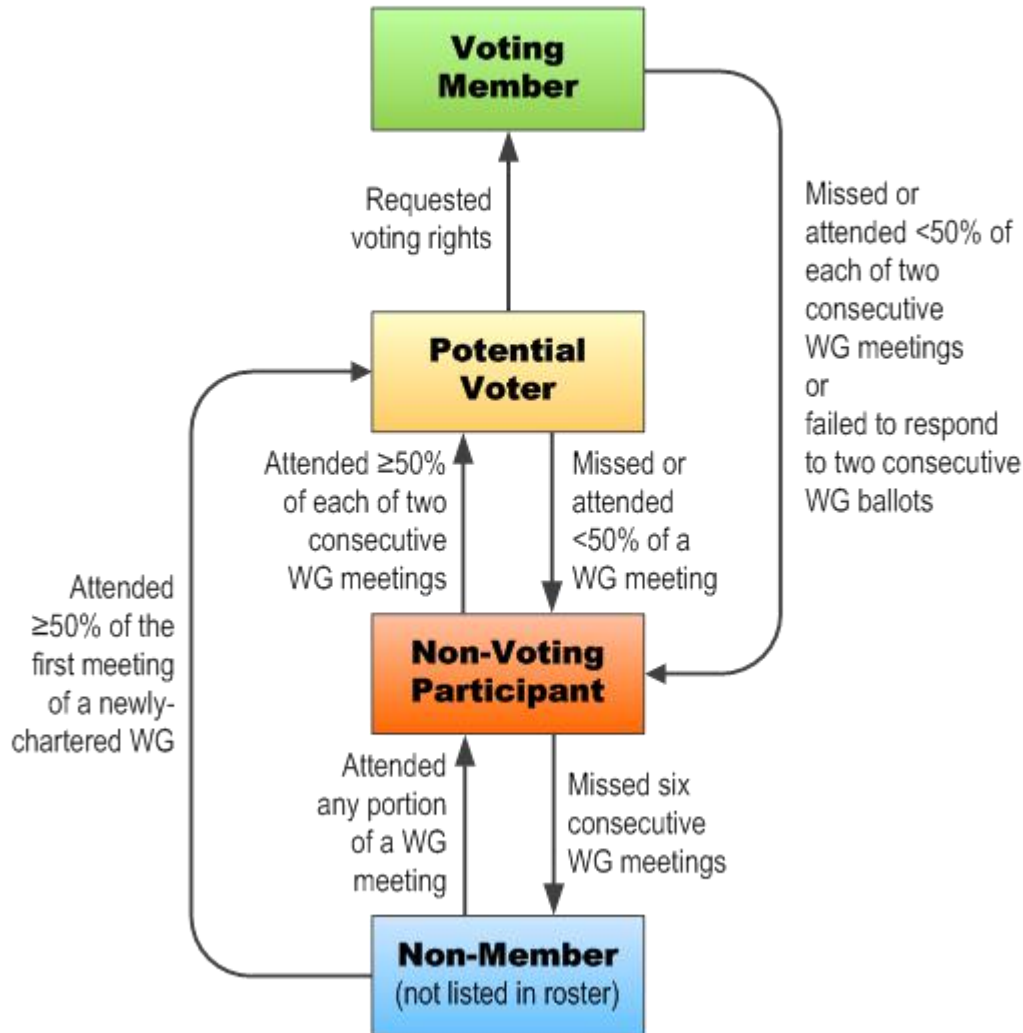 Voting
Member
Requested
voting rights
Missed or
attended <50% of
each of two
consecutive
WG meetings
or
failed to respond
to two consecutive
WG ballots
Potential
Voter
Attended ≥50%
of each of two
consecutive
WG meetings
Missed or
attended
<50% of a
WG meeting
Attended
≥50% of the
first meeting
of a newly-
chartered WG
Non-Voting
Participant
Attended
any portion
of a WG
meeting
Missed six
consecutive
WG meetings
Non-Member
(not listed in roster)